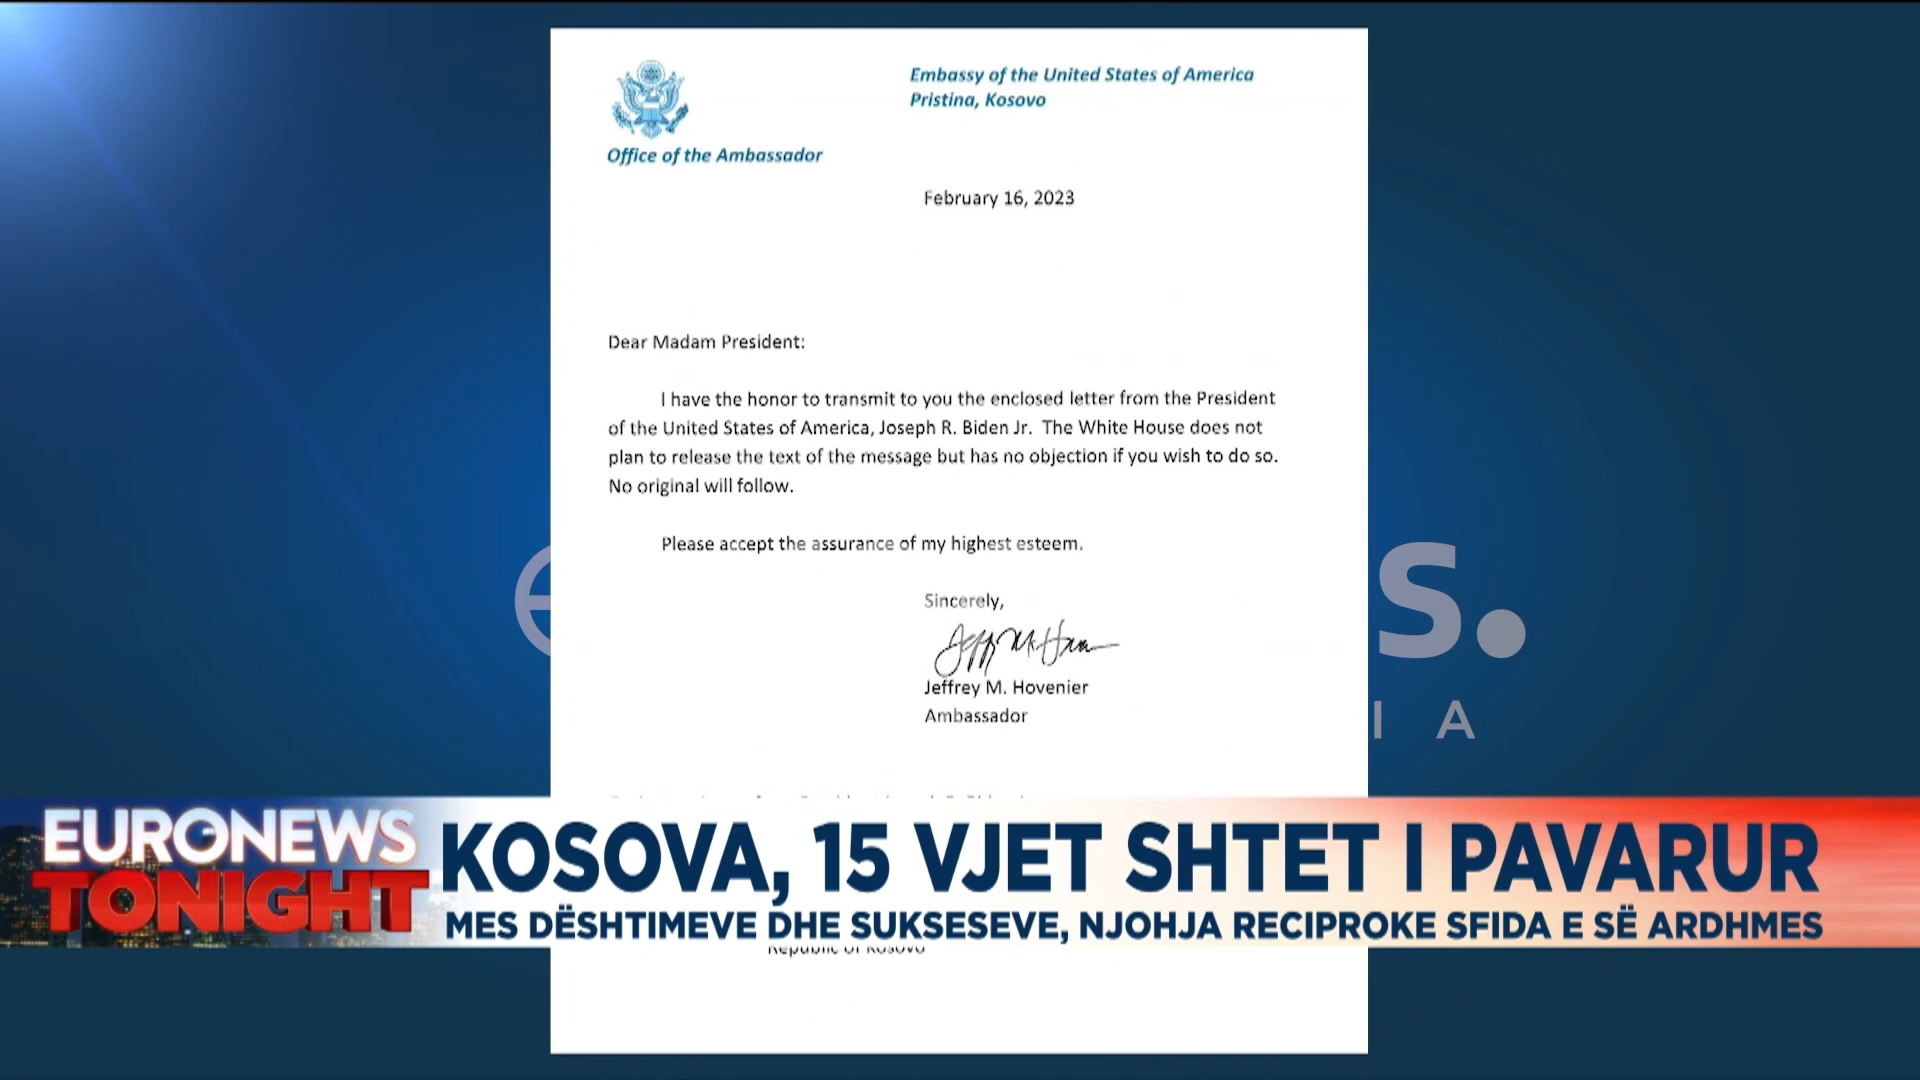 Embassy of the United States of America
Pristina, Kosovo
Office of the Ambassador
February 16, 2023
Dear Madam President:
I have the honor to transmit to you the enclosed letter from the President
of the United States of America, Joseph R. Biden Jr. The White House does not
plan to release the text of the message but has no objection if you wish to do so.
No original will follow.
Please accept the assurance of my highest esteem.
Sincerely,
Jeffrey M. Hovenier
Ambassador
s.
I A
EURONEWS
TONIGHT
KOSOVA, 15 VJET SHTET I PAVARUR
MES DËSHTIMEVE DHE SUKSESEVE, NJOHJA RECIPROKE SFIDA E SË ARDHMES
Republic of Kosovo